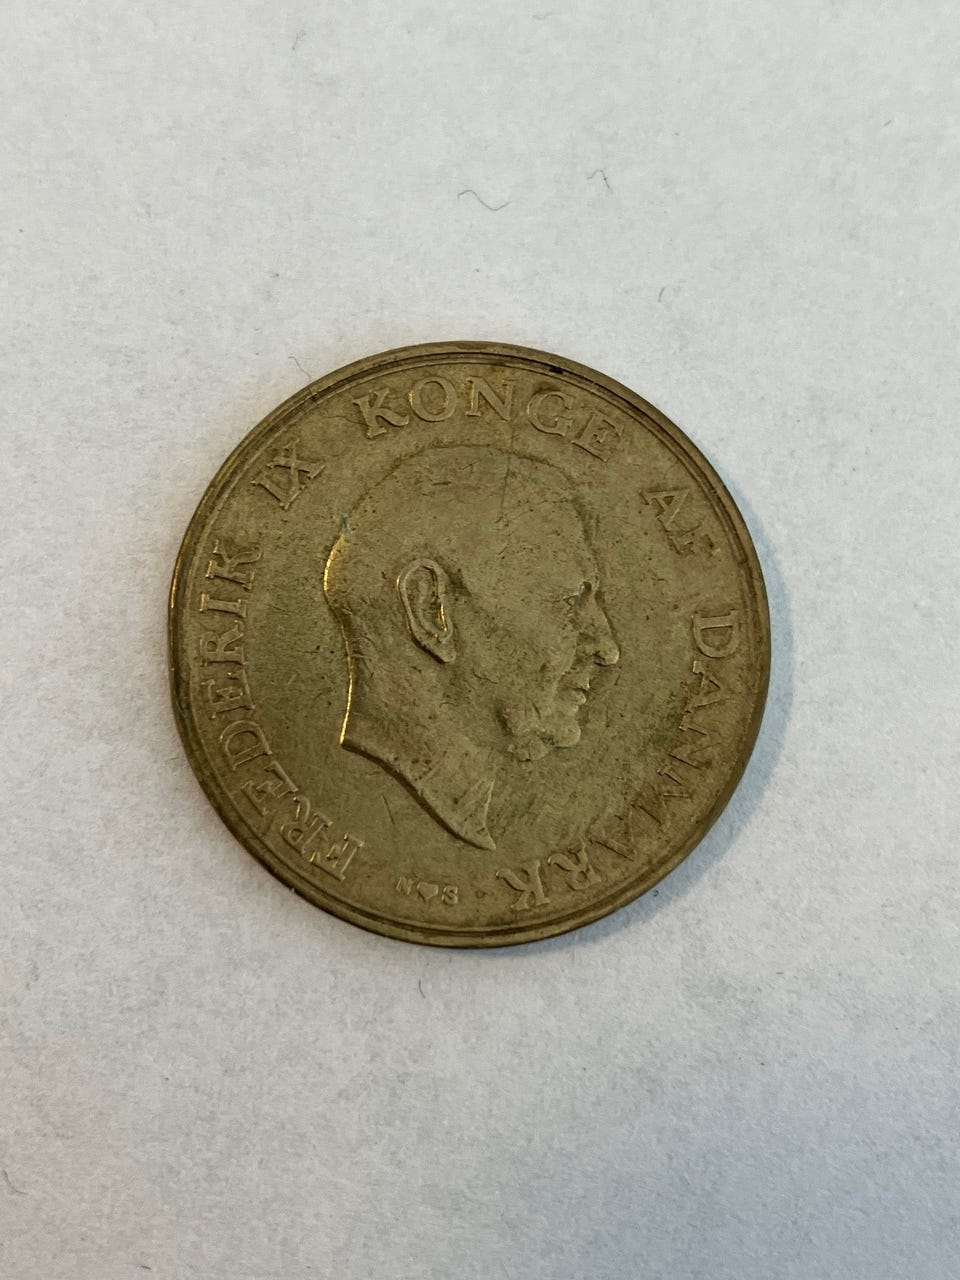 FREDERIK IX KONGE AF DANMARK
N♥S